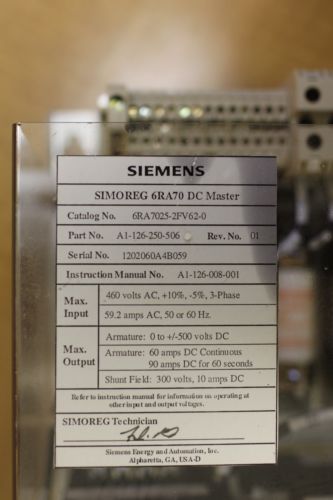 SIEMENS
SIMOREG 6RA70 DC Master
Catalog No. 6RA7025-2FV62-0
Part No. A1-126-250-506 Rev. No. 01
Serial No. 1202060A4B059
Instruction Manual No. A1-126-008-001
Max. Input
460 volts AC, +10%, -5%, 3-Phase
59.2 amps AC, 50 or 60 Hz.
Max. Output
Armature: 0 to +/-500 volts DC
Armature: 60 amps DC Continuous
90 amps DC for 60 seconds
Shunt Field: 300 volts, 10 amps DC
Refer to instruction manual for information on operating at
other input and output voltages.
SIMOREG Technician
Siemens Energy and Automation, Inc.
Alpharetta, GA, USA-D